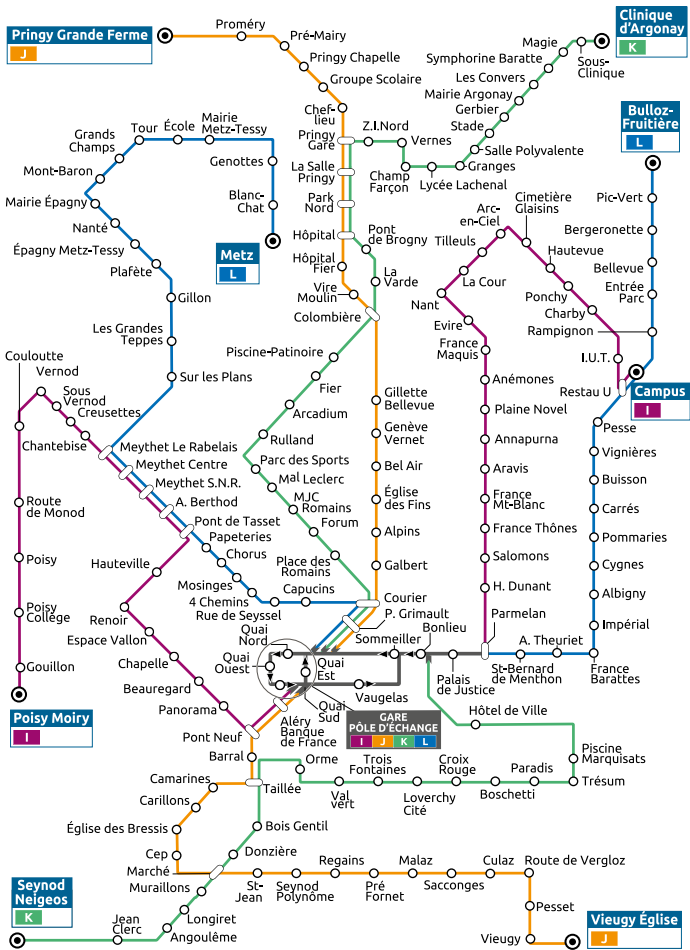 Pringy Grande Ferme
J
Proméry
Pré-Mairy
Pringy Chapelle
Groupe Scolaire
Chef-
lieu
Pringy
Gare
La Salle
Pringy
Park
Nord
Hôpital
Hôpital
Fier
Vire
Moulin
Colombière
Clinique
d'Argonay
K
Magie
Sous-
Clinique
Symphorine Baratte
Les Convers
Mairie Argonay
Gerbier
Stade
Salle Polyvalente
Granges
Lycée Lachenal
Champ
Farçon
Vernes
Z.I.Nord
Pont
de Brogny
La
Varde
Bulloz-
Fruitière
L
Pic-Vert
Bergeronette
Bellevue
Entrée
Parc
Rampignon
Mairie
Metz-Tessy
École
Tour
Grands
Champs
Mont-Baron
Mairie Épagny
Nanté
Épagny Metz-Tessy
Plafète
Gillon
Les Grandes
Teppes
Sur les Plans
Genottes
Blanc-
Chat
Metz
L
Arc-
en-Ciel
Cimetière
Glaisins
Tilleuls
Hautevue
La Cour
Ponchy
Charby
Nant
Evire
France
Maquis
I.U.T.
Restau U
Campus
I
Anémones
Plaine Novel
Annapurna
Aravis
France
Mt-Blanc
France Thônes
Salomons
H. Dunant
Parmelan
Pesse
Vignières
Buisson
Carrés
Pommaries
Cygnes
Albigny
Impérial
France
Barattes
A. Theuriet
St-Bernard
de Menthon
Palais
de Justice
Bonlieu
Sommeiller
Vaugelas
Piscine-Patinoire
Fier
Arcadium
Rulland
Parc des Sports
Mal Leclerc
MJC
Romains
Forum
Place des
Romains
Courier
P. Grimault
Gillette
Bellevue
Genève
Vernet
Bel Air
Église
des Fins
Alpins
Galbert
Couloutte
Vernod
Sous
Vernod
Creusettes
Chantebise
Route
de Monod
Poisy
Poisy
Collège
Gouillon
Poisy Moiry
I
Meythet Le Rabelais
Meythet Centre
Meythet S.N.R.
A. Berthod
Pont de Tasset
Papeteries
Chorus
Mosinges
4 Chemins
Rue de Seyssel
Capucins
Hauteville
Renoir
Espace Vallon
Chapelle
Beauregard
Panorama
Pont Neuf
Quai
Nord
Quai
Ouest
Quai
Est
Quai
Sud
Aléry
Banque
de France
GARE
PÔLE D'ÉCHANGE
I J K L
Hôtel de Ville
Piscine
Marquisats
Trésum
Paradis
Boschetti
Croix
Rouge
Loverchy
Cité
Trois
Fontaines
Val
vert
Orme
Barral
Taillée
Camarines
Carillons
Église des Bressis
Cep
Marché
Bois Gentil
Donzière
Muraillons
Longiret
Angoulême
Jean
Clerc
Seynod
Neigeos
K
St-
Jean
Seynod
Polynôme
Regains
Pré
Fornet
Malaz
Sacconges
Culaz
Route de Vergloz
Pesset
Vieugy
Vieugy Église
J